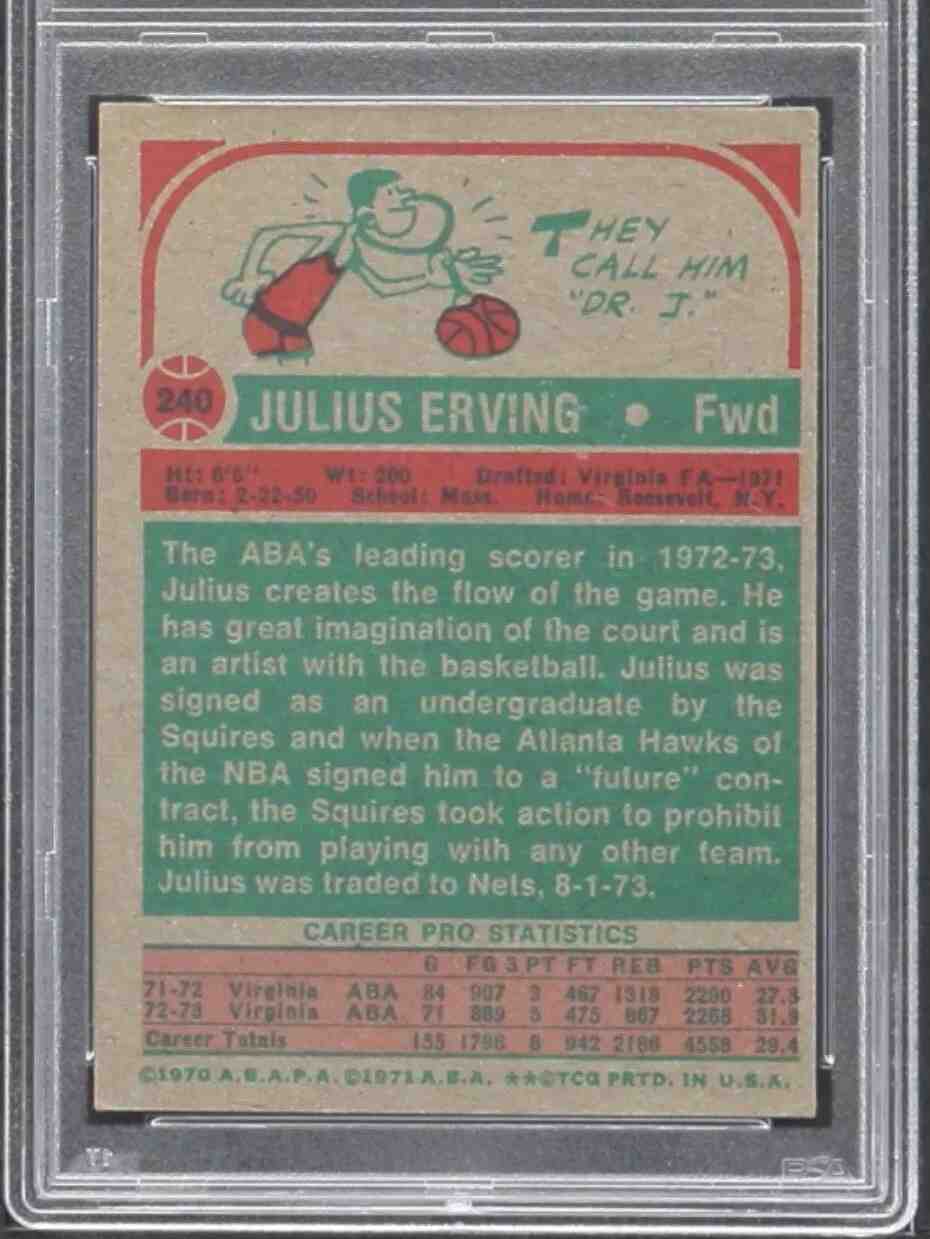 THEY
CALL HIM
"DR. J."
240 JULIUS ERVING • Fwd
Ht: 6'6" Wt: 200 Drafted: Virginia FA—1971
Born: 2-22-50 School: Mass. Home: Roosevelt, N.Y.
The ABA's leading scorer in 1972-73,
Julius creates the flow of the game. He
has great imagination of the court and is
an artist with the basketball. Julius was
signed as an undergraduate by the
Squires and when the Atlanta Hawks of
the NBA signed him to a "future" con-
tract, the Squires took action to prohibit
him from playing with any other team.
Julius was traded to Nets, 8-1-73.
CAREER PRO STATISTICS
G FG 3PT FT REB PTS AVG
71-72 Virginia ABA 84 907 3 467 1319 2290 27.3
72-73 Virginia ABA 71 889 5 475 867 2268 31.9
Career Totals 155 1796 8 942 2186 4558 29.4
©1970 A.B.A.P.A. ©1971 A.B.A. ★★©TCG PRTD. IN U.S.A.
PSA